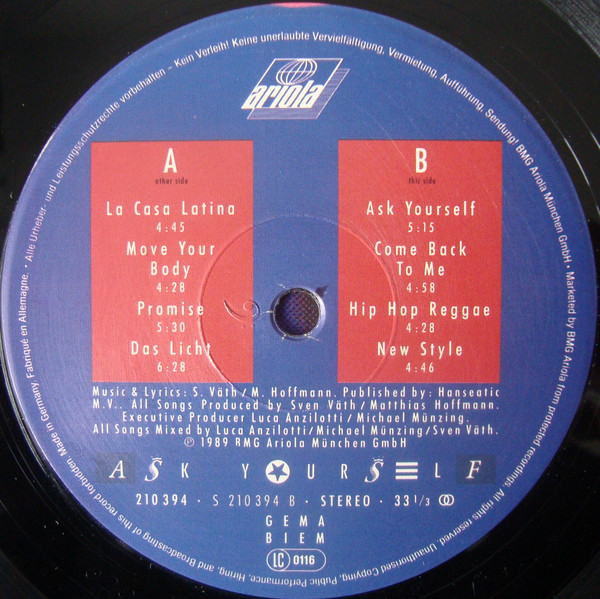 Alle Urheber- und Leistungsschutzrechte vorbehalten – Kein Verleih! Keine unerlaubte Vervielfältigung, Vermietung, Aufführung, Sendung! BMG Ariola München GmbH • Marketed by BMG Ariola
ariola
A
other side
La Casa Latina
4:45
Move Your
Body
4:28
Promise
5:30
Das Licht
6:28
B
this side
Ask Yourself
5:15
Come Back
To Me
4:58
Hip Hop Reggae
4:28
New Style
4:46
Music & Lyrics: S. Väth/M. Hoffmann. Published by: Hanseatic
M.V.. All Songs Produced by Sven Väth/Matthias Hoffmann.
Executive Producer Luca Anzilotti/Michael Münzing.
All Songs Mixed by Luca Anzilotti/Michael Münzing/Sven Väth.
℗ 1989 BMG Ariola München GmbH
AŠK YOURŠELF
210 394 · S 210 394 B · STEREO · 33 1/3
GEMA
BIEM
LC 0116
All rights reserved. Unauthorised Copying, Public Performance, Hiring, and Broadcasting of this record forbidden. Made in Germany. Fabriqué en Allemagne. •